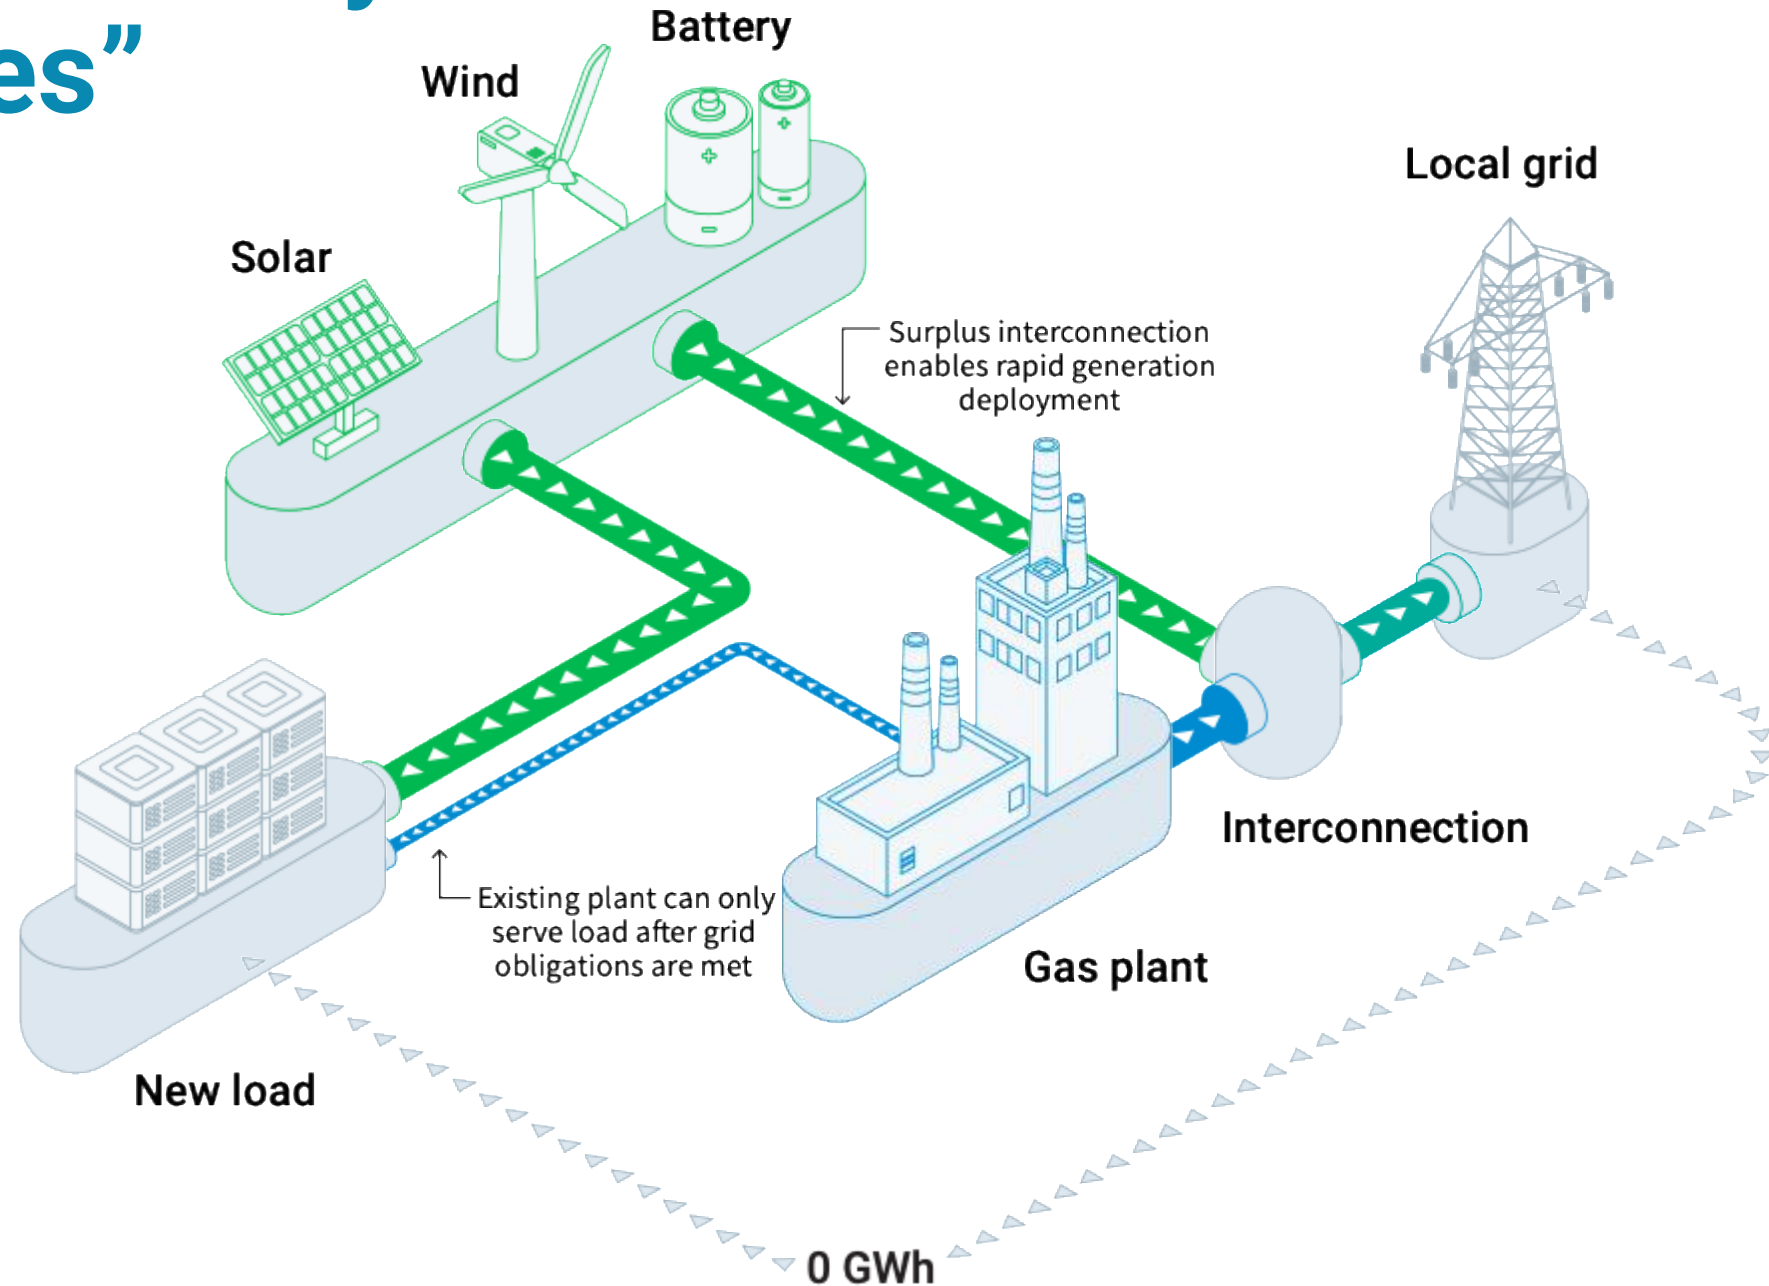 es”
Battery
Wind
Local grid
Solar
Surplus interconnection
enables rapid generation
deployment
Interconnection
Existing plant can only
serve load after grid
obligations are met
Gas plant
New load
0 GWh